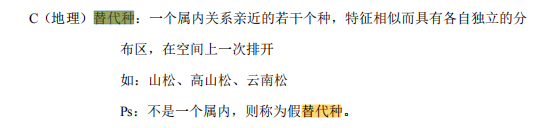 C（地理）替代种：一个属内关系亲近的若干个种，特征相似而具有各自独立的分
布区，在空间上一次排开
如：山松、高山松、云南松
Ps：不是一个属内，则称为假替代种。